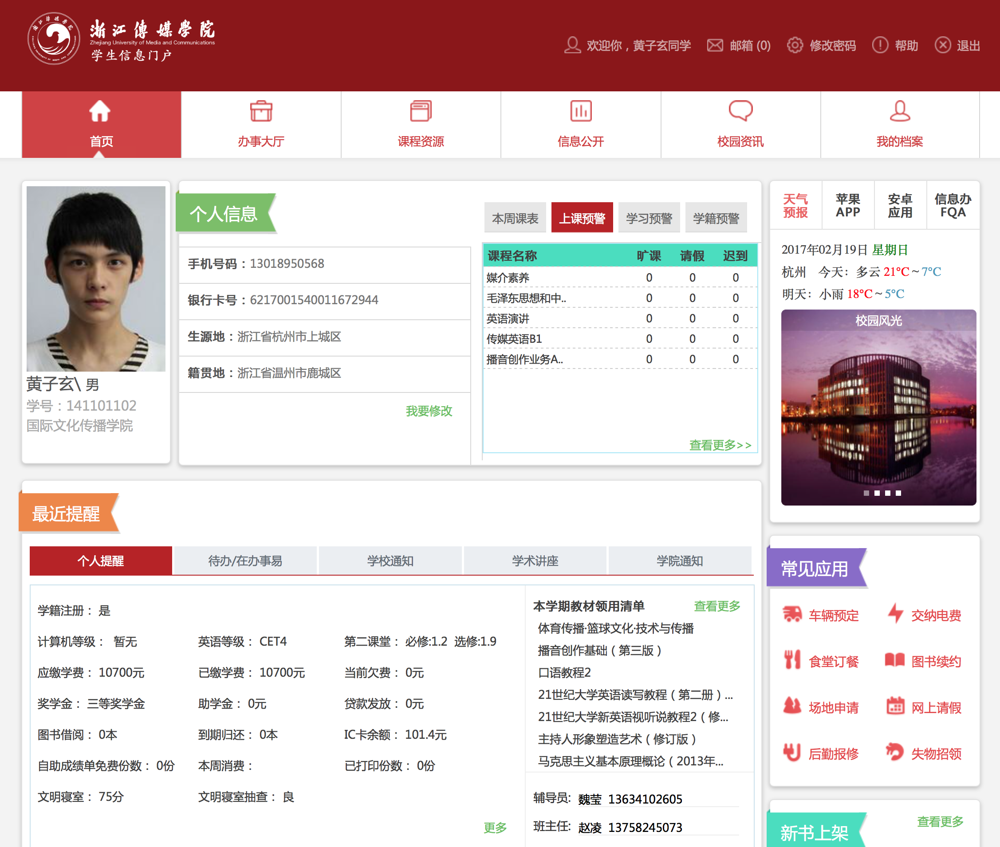 浙江傳媒學院
Zhejiang University of Media and Communications
学生信息门户
欢迎你，黄子玄同学
邮箱 (0)
修改密码
帮助
退出
首页
办事大厅
课程资源
信息公开
校园资讯
我的档案
黄子玄\ 男
学号：141101102
国际文化传播学院
个人信息
手机号码：13018950568
银行卡号：6217001540011672944
生源地：浙江省杭州市上城区
籍贯地：浙江省温州市鹿城区
我要修改
本周课表 上课预警 学习预警 学籍预警
课程名称 旷课 请假 迟到
媒介素养 0 0 0
毛泽东思想和中.. 0 0 0
英语演讲 0 0 0
传媒英语B1 0 0 0
播音创作业务A.. 0 0 0
查看更多>>
天气预报
苹果APP
安卓应用
信息办FQA
2017年02月19日 星期日
杭州 今天：多云 21°C~7°C
明天：小雨 18°C~5°C
校园风光
最近提醒
个人提醒 待办/在办事易 学校通知 学术讲座 学院通知
学籍注册： 是
计算机等级： 暂无 英语等级： CET4 第二课堂： 必修:1.2 选修:1.9
应缴学费： 10700元 已缴学费： 10700元 当前欠费： 0元
奖学金： 三等奖学金 助学金： 0元 贷款发放： 0元
图书借阅： 0本 到期归还： 0本 IC卡余额： 101.4元
自助成绩单免费份数： 0份 本周消费： 已打印份数： 0份
文明寝室： 75分 文明寝室抽查： 良
更多
本学期教材领用清单 查看更多
体育传播·篮球文化·技术与传播
播音创作基础（第三版）
口语教程2
21世纪大学英语读写教程（第二册）...
21世纪大学新英语视听说教程2（修...
主持人形象塑造艺术（修订版）
马克思主义基本原理概论（2013年...
辅导员: 魏莹 13634102605
班主任: 赵凌 13758245073
常见应用
车辆预定 交纳电费
食堂订餐 图书续约
场地申请 网上请假
后勤报修 失物招领
新书上架 查看更多